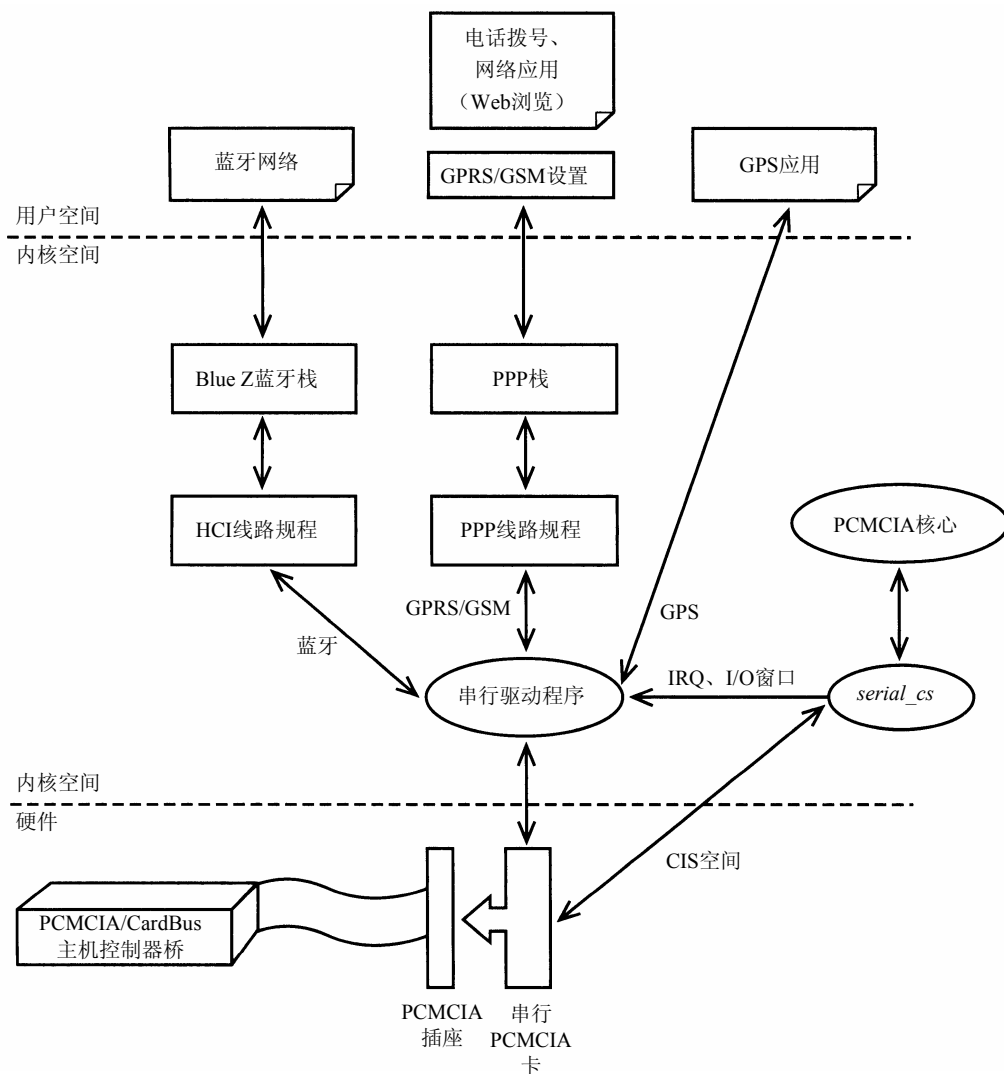 电话拨号、
网络应用
（Web浏览）
蓝牙网络
GPRS/GSM设置
GPS应用
用户空间
内核空间
Blue Z蓝牙栈
PPP栈
HCI线路规程
PPP线路规程
PCMCIA核心
GPRS/GSM
GPS
蓝牙
IRQ、I/O窗口
串行驱动程序
serial_cs
内核空间
硬件
CIS空间
PCMCIA/CardBus
主机控制器桥
PCMCIA
插座
串行
PCMCIA
卡